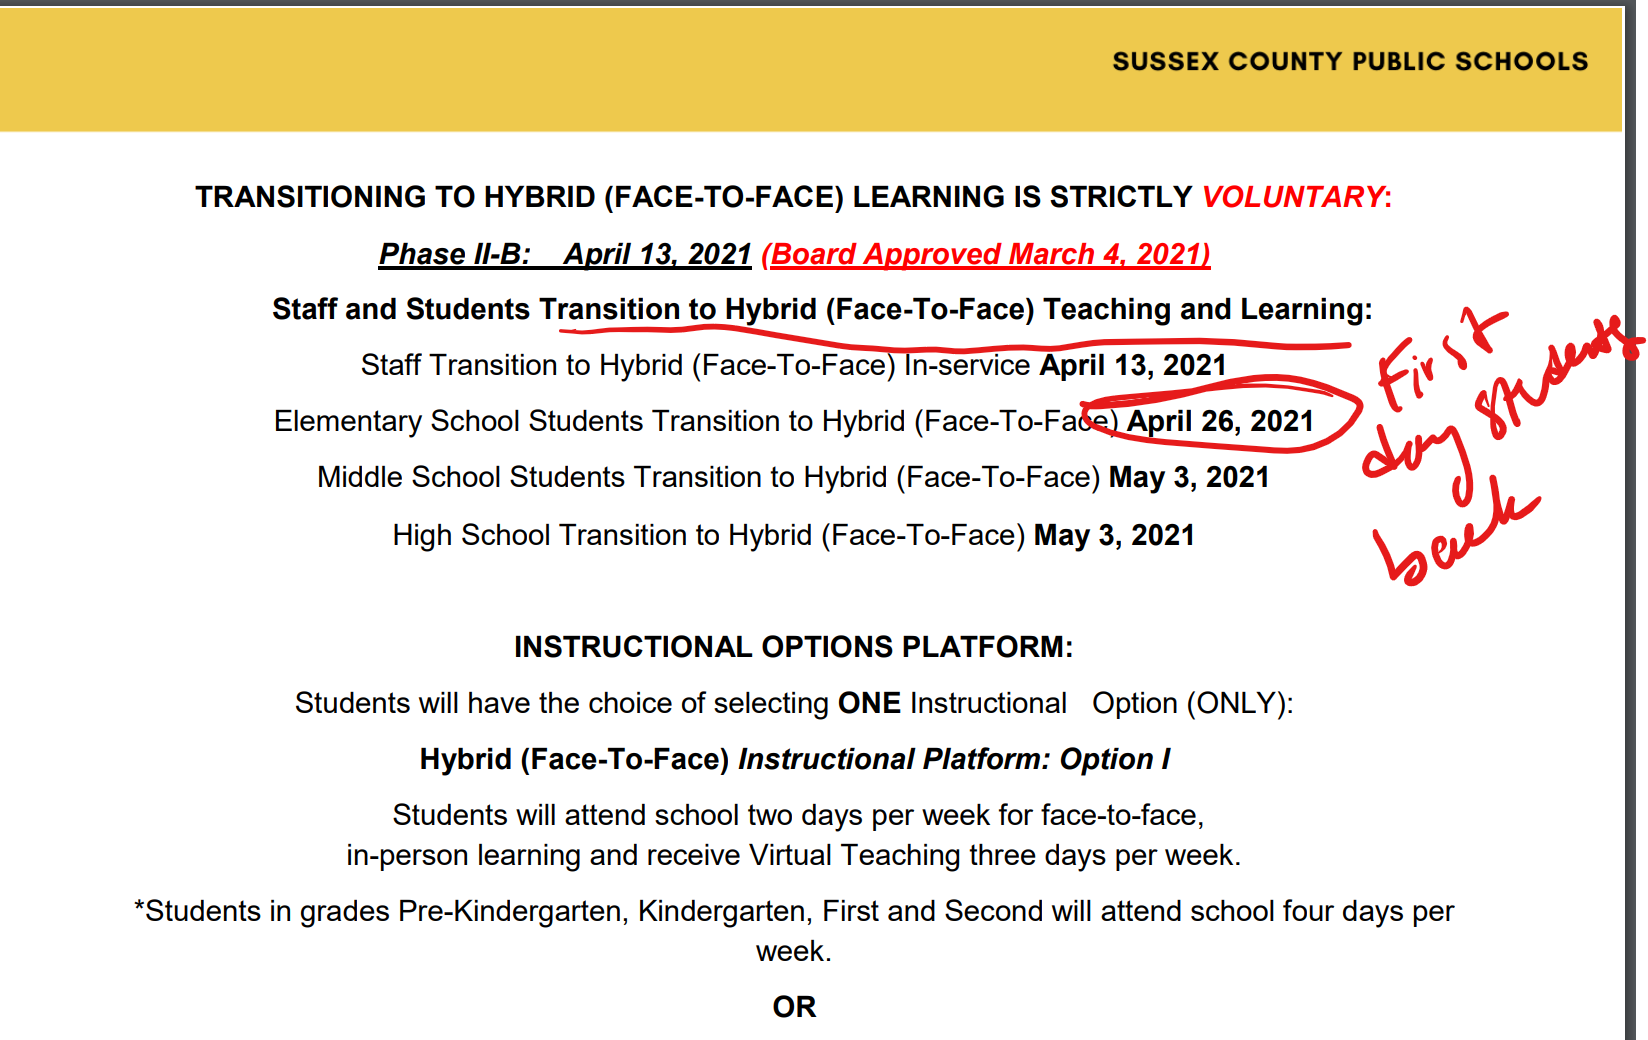 SUSSEX COUNTY PUBLIC SCHOOLS
TRANSITIONING TO HYBRID (FACE-TO-FACE) LEARNING IS STRICTLY VOLUNTARY:
Phase II-B: April 13, 2021 (Board Approved March 4, 2021)
Staff and Students Transition to Hybrid (Face-To-Face) Teaching and Learning:
Staff Transition to Hybrid (Face-To-Face) In-service April 13, 2021
Elementary School Students Transition to Hybrid (Face-To-Face) April 26, 2021
Middle School Students Transition to Hybrid (Face-To-Face) May 3, 2021
High School Transition to Hybrid (Face-To-Face) May 3, 2021
First
day students
back
INSTRUCTIONAL OPTIONS PLATFORM:
Students will have the choice of selecting ONE Instructional Option (ONLY):
Hybrid (Face-To-Face) Instructional Platform: Option I
Students will attend school two days per week for face-to-face,
in-person learning and receive Virtual Teaching three days per week.
*Students in grades Pre-Kindergarten, Kindergarten, First and Second will attend school four days per
week.
OR